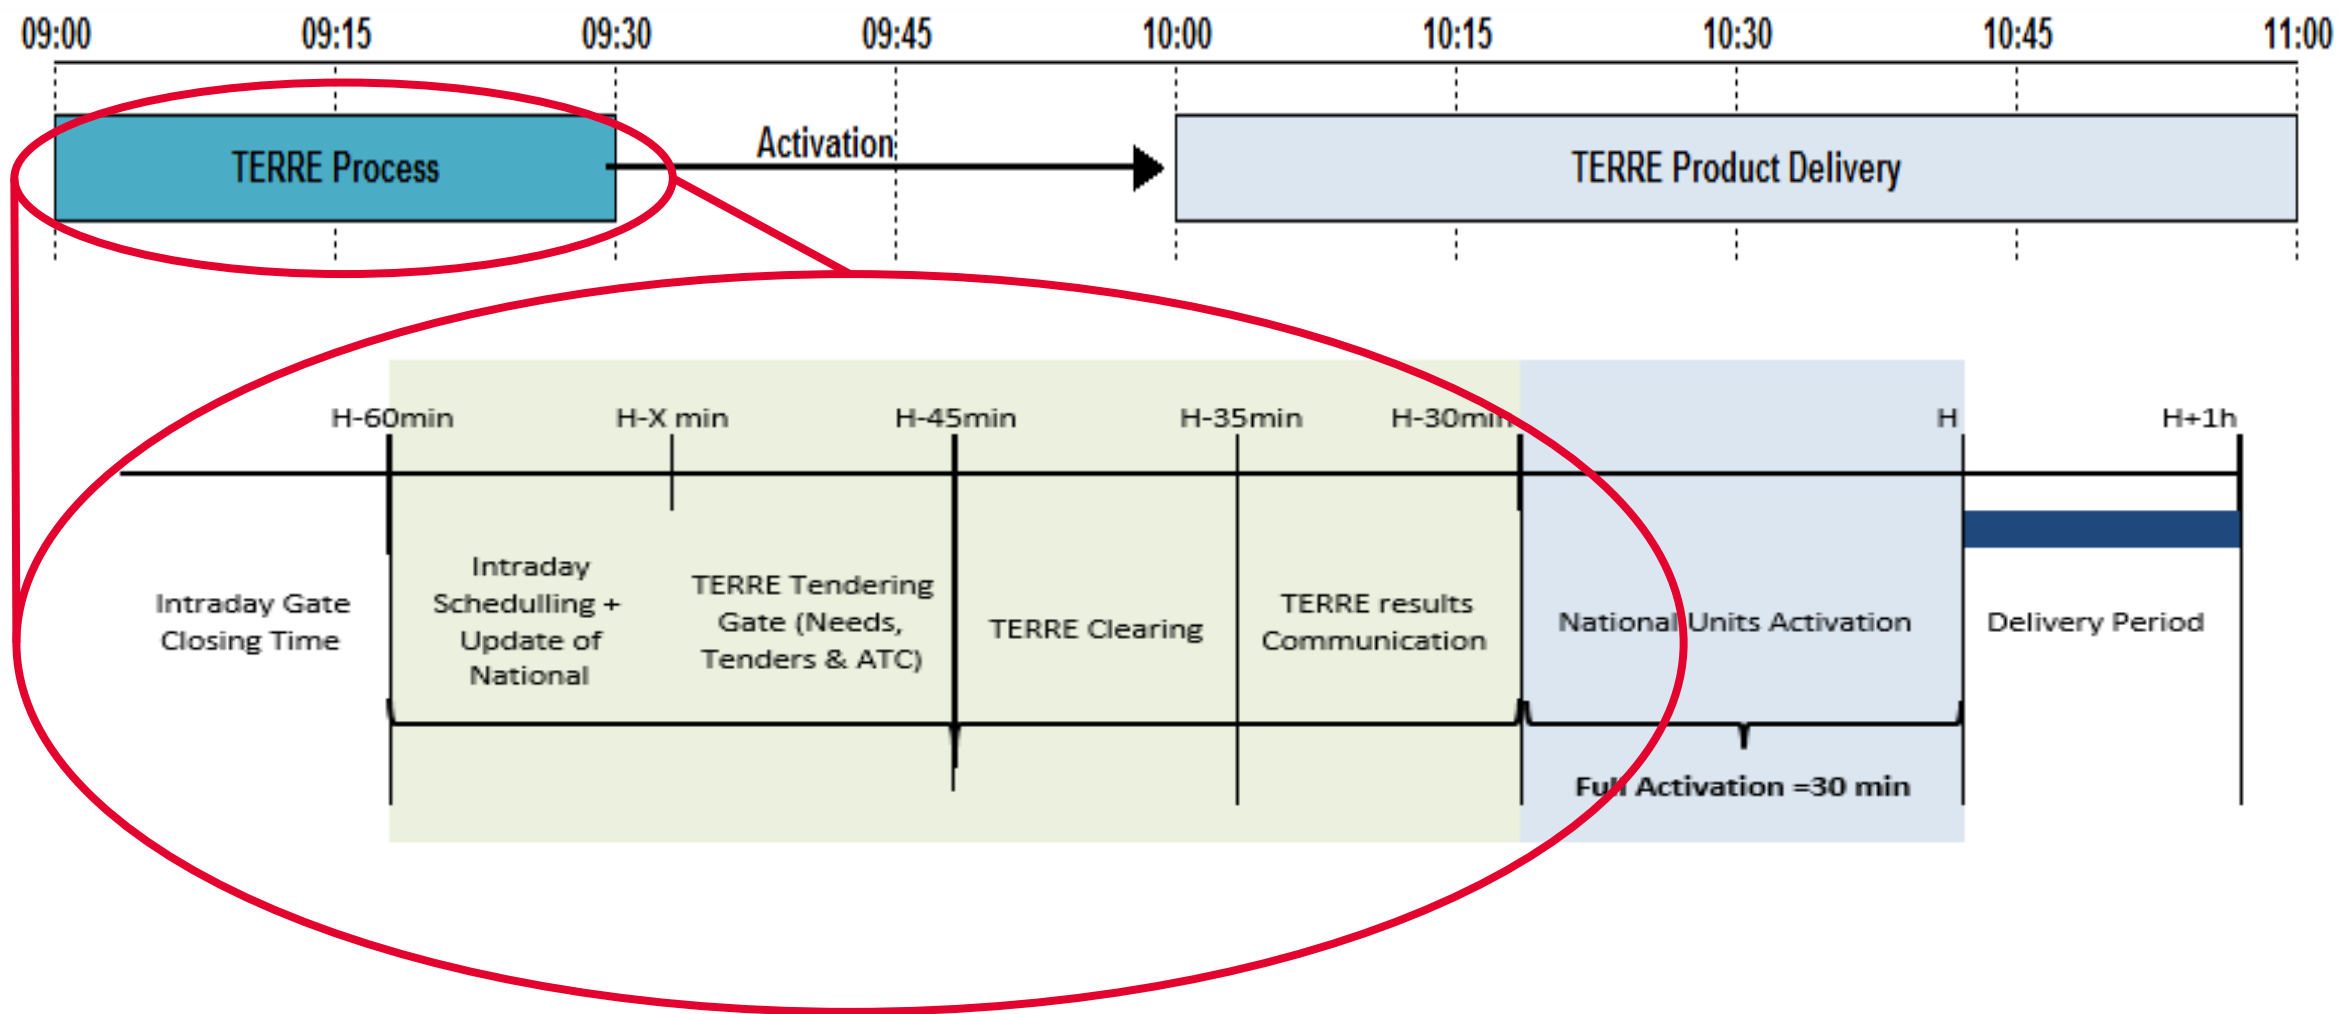 09:00 09:15 09:30 09:45 10:00 10:15 10:30 10:45 11:00
Activation
TERRE Process
TERRE Product Delivery
H-60min H-X min H-45min H-35min H-30min H H+1h
Intraday Gate
Closing Time
Intraday
Schedulling +
Update of
National
TERRE Tendering
Gate (Needs,
Tenders & ATC)
TERRE Clearing
TERRE results
Communication
National Units Activation
Delivery Period
Full Activation =30 min